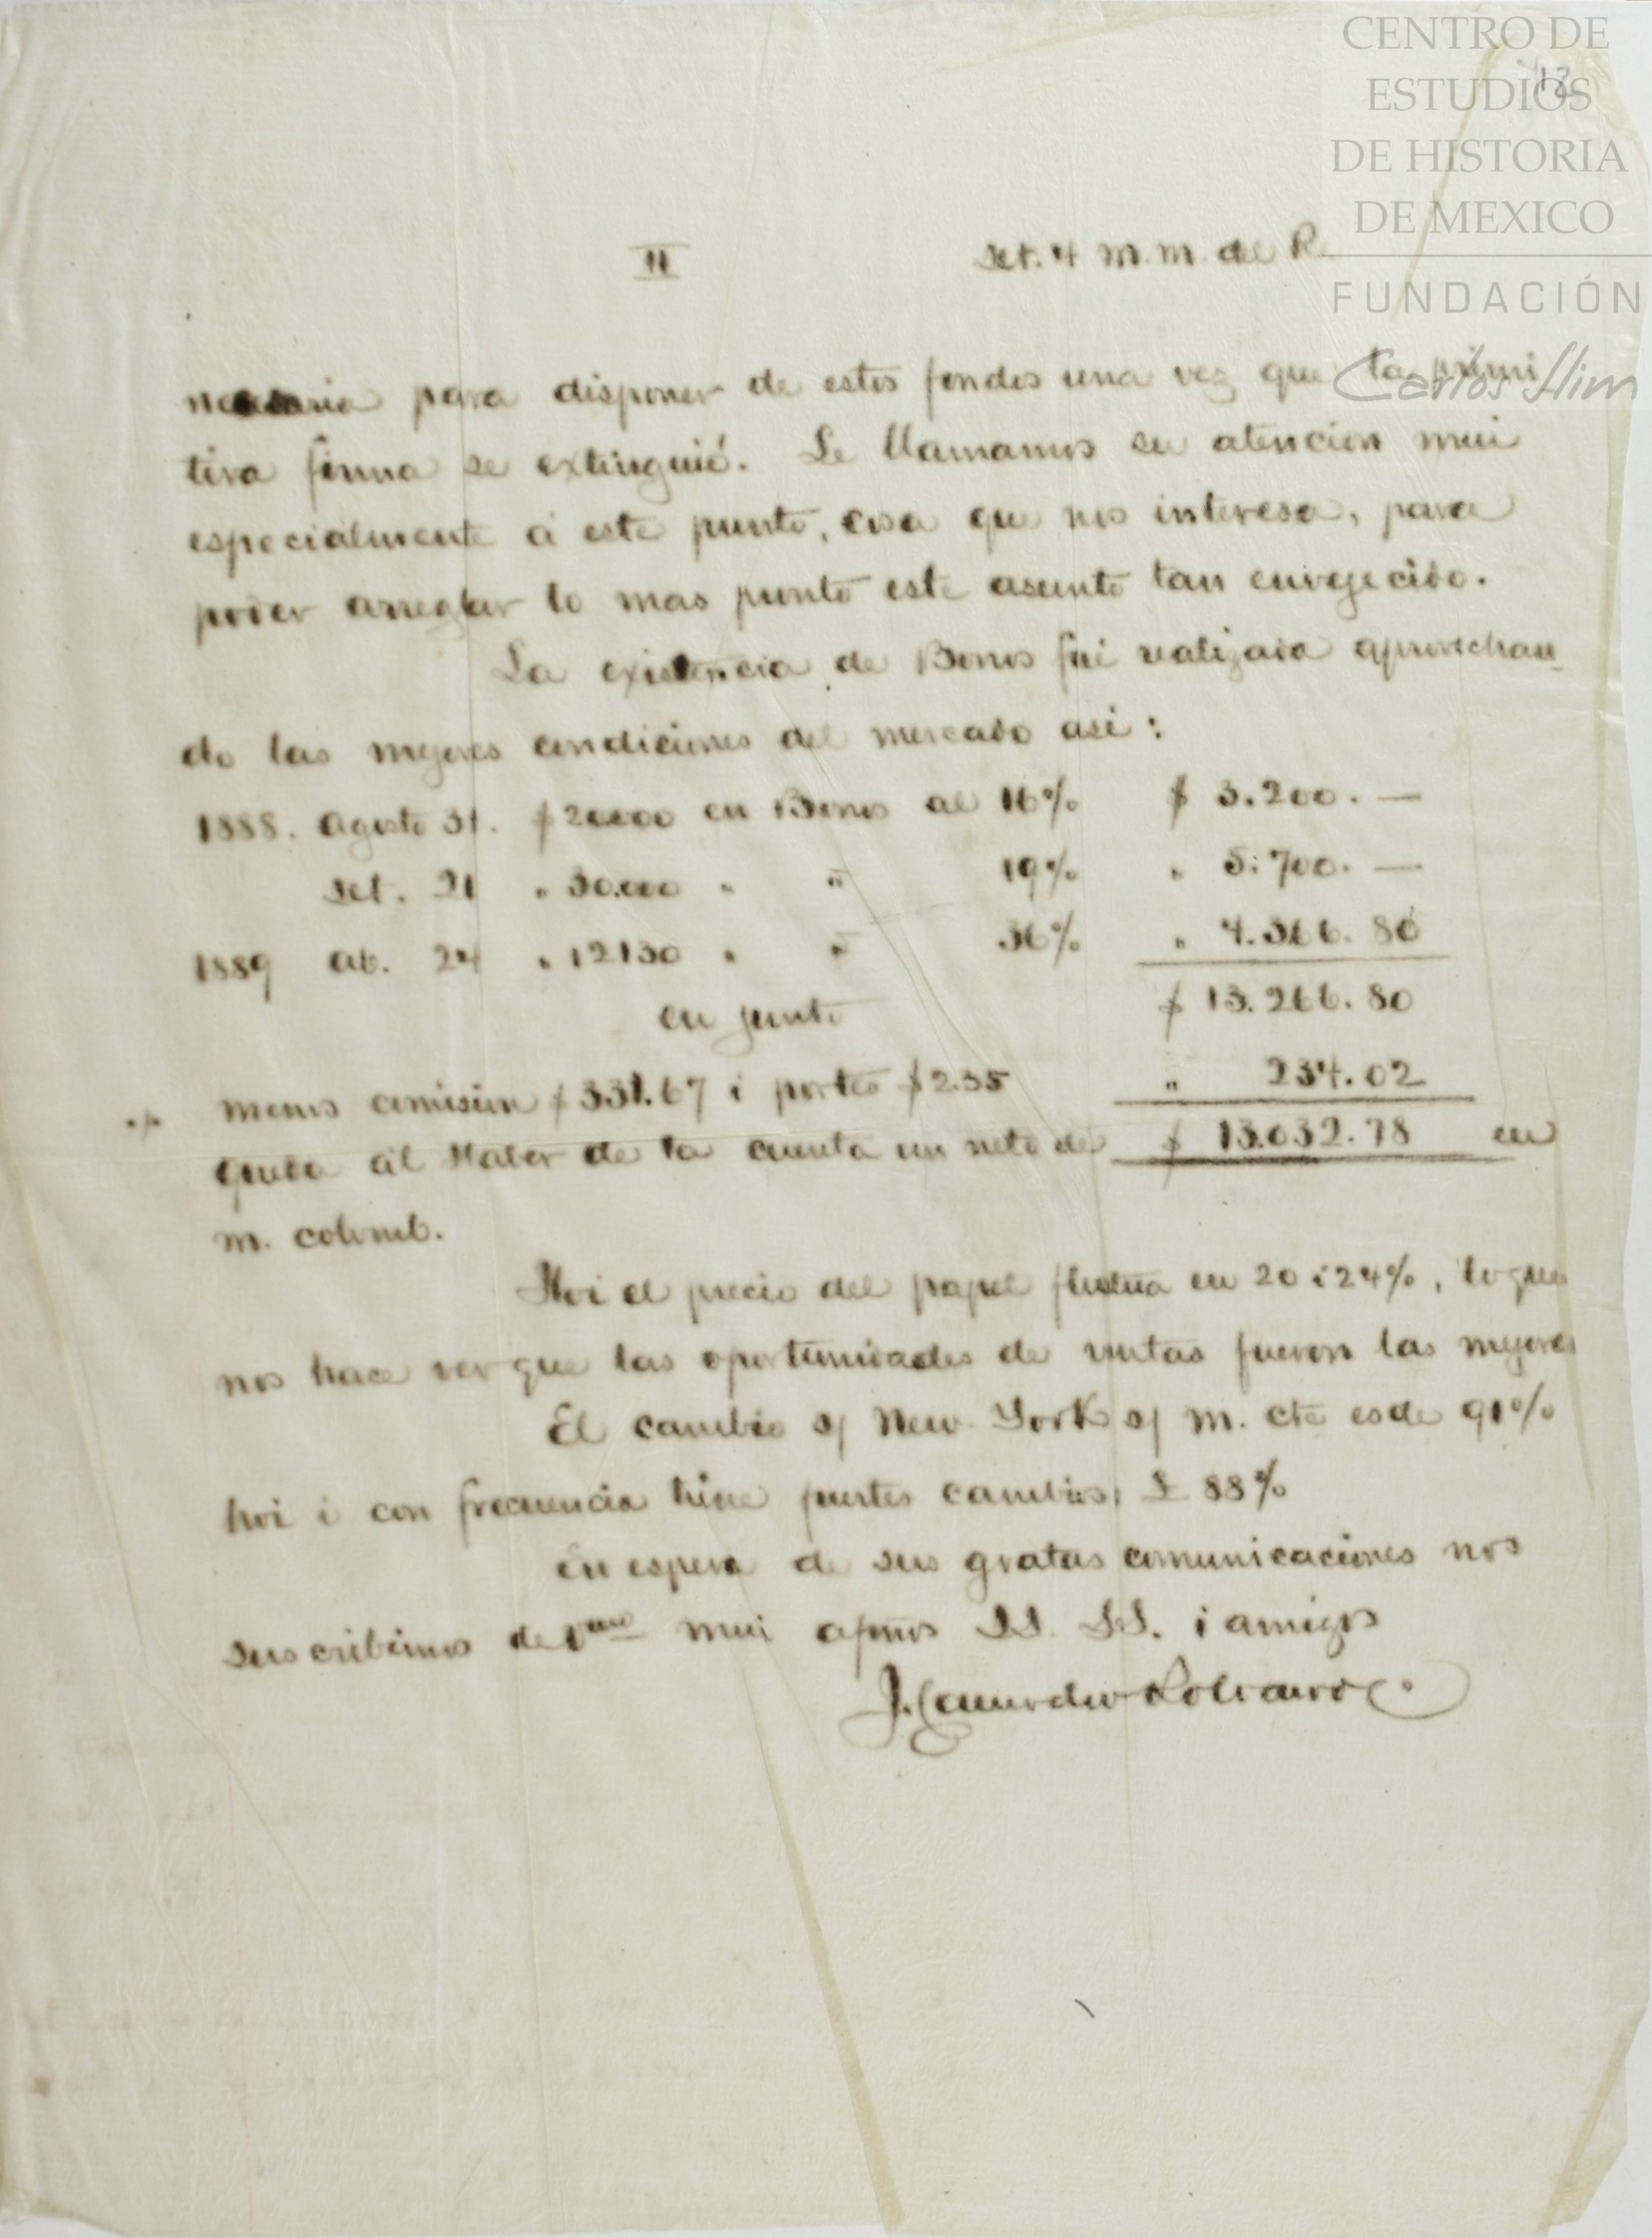 CENTRO DE
ESTUDIOS
DE HISTORIA
DE MEXICO
FUNDACIÓN
Carlos Slim
12
II set. 4 m. m. del R.
necesaria para disponer de estos fondos una vez que la primi
tiva firma se extinguió. Le llamamos su atencion mui
especialmente á este punto, cosa que nos interesa, para
poder arreglar lo mas pronto este asunto tan envejecido.
La existencia de Bonos fué realizada aprovechan_
do las mejores condiciones del mercado asi:
1888. agosto 31. $20.000 en Bonos al 16% $ 3.200. —
set. 21 " 30.000 " " 19% " 5.700. —
1889 ab. 24 " 12130 " " 36% " 4.366.80
en junto $ 13.266.80
menos comision $331.67 i portes $2.35 " 234.02
queda al Haber de la cuenta un neto de $ 13.032.78 en
m. colomb.
Hoi el precio del papel fluctúa en 20 i 24%, lo que
nos hace ver que las oportunidades de ventas fueron las mejores
El cambio s/ New York s/ m. cte es de 91%
hoi i con frecuencia tiene fuertes cambios; £ 88%
En espera de sus gratas comunicaciones nos
suscribimos de mui afmos SS. SS. i amigos
J. Camacho Roldan